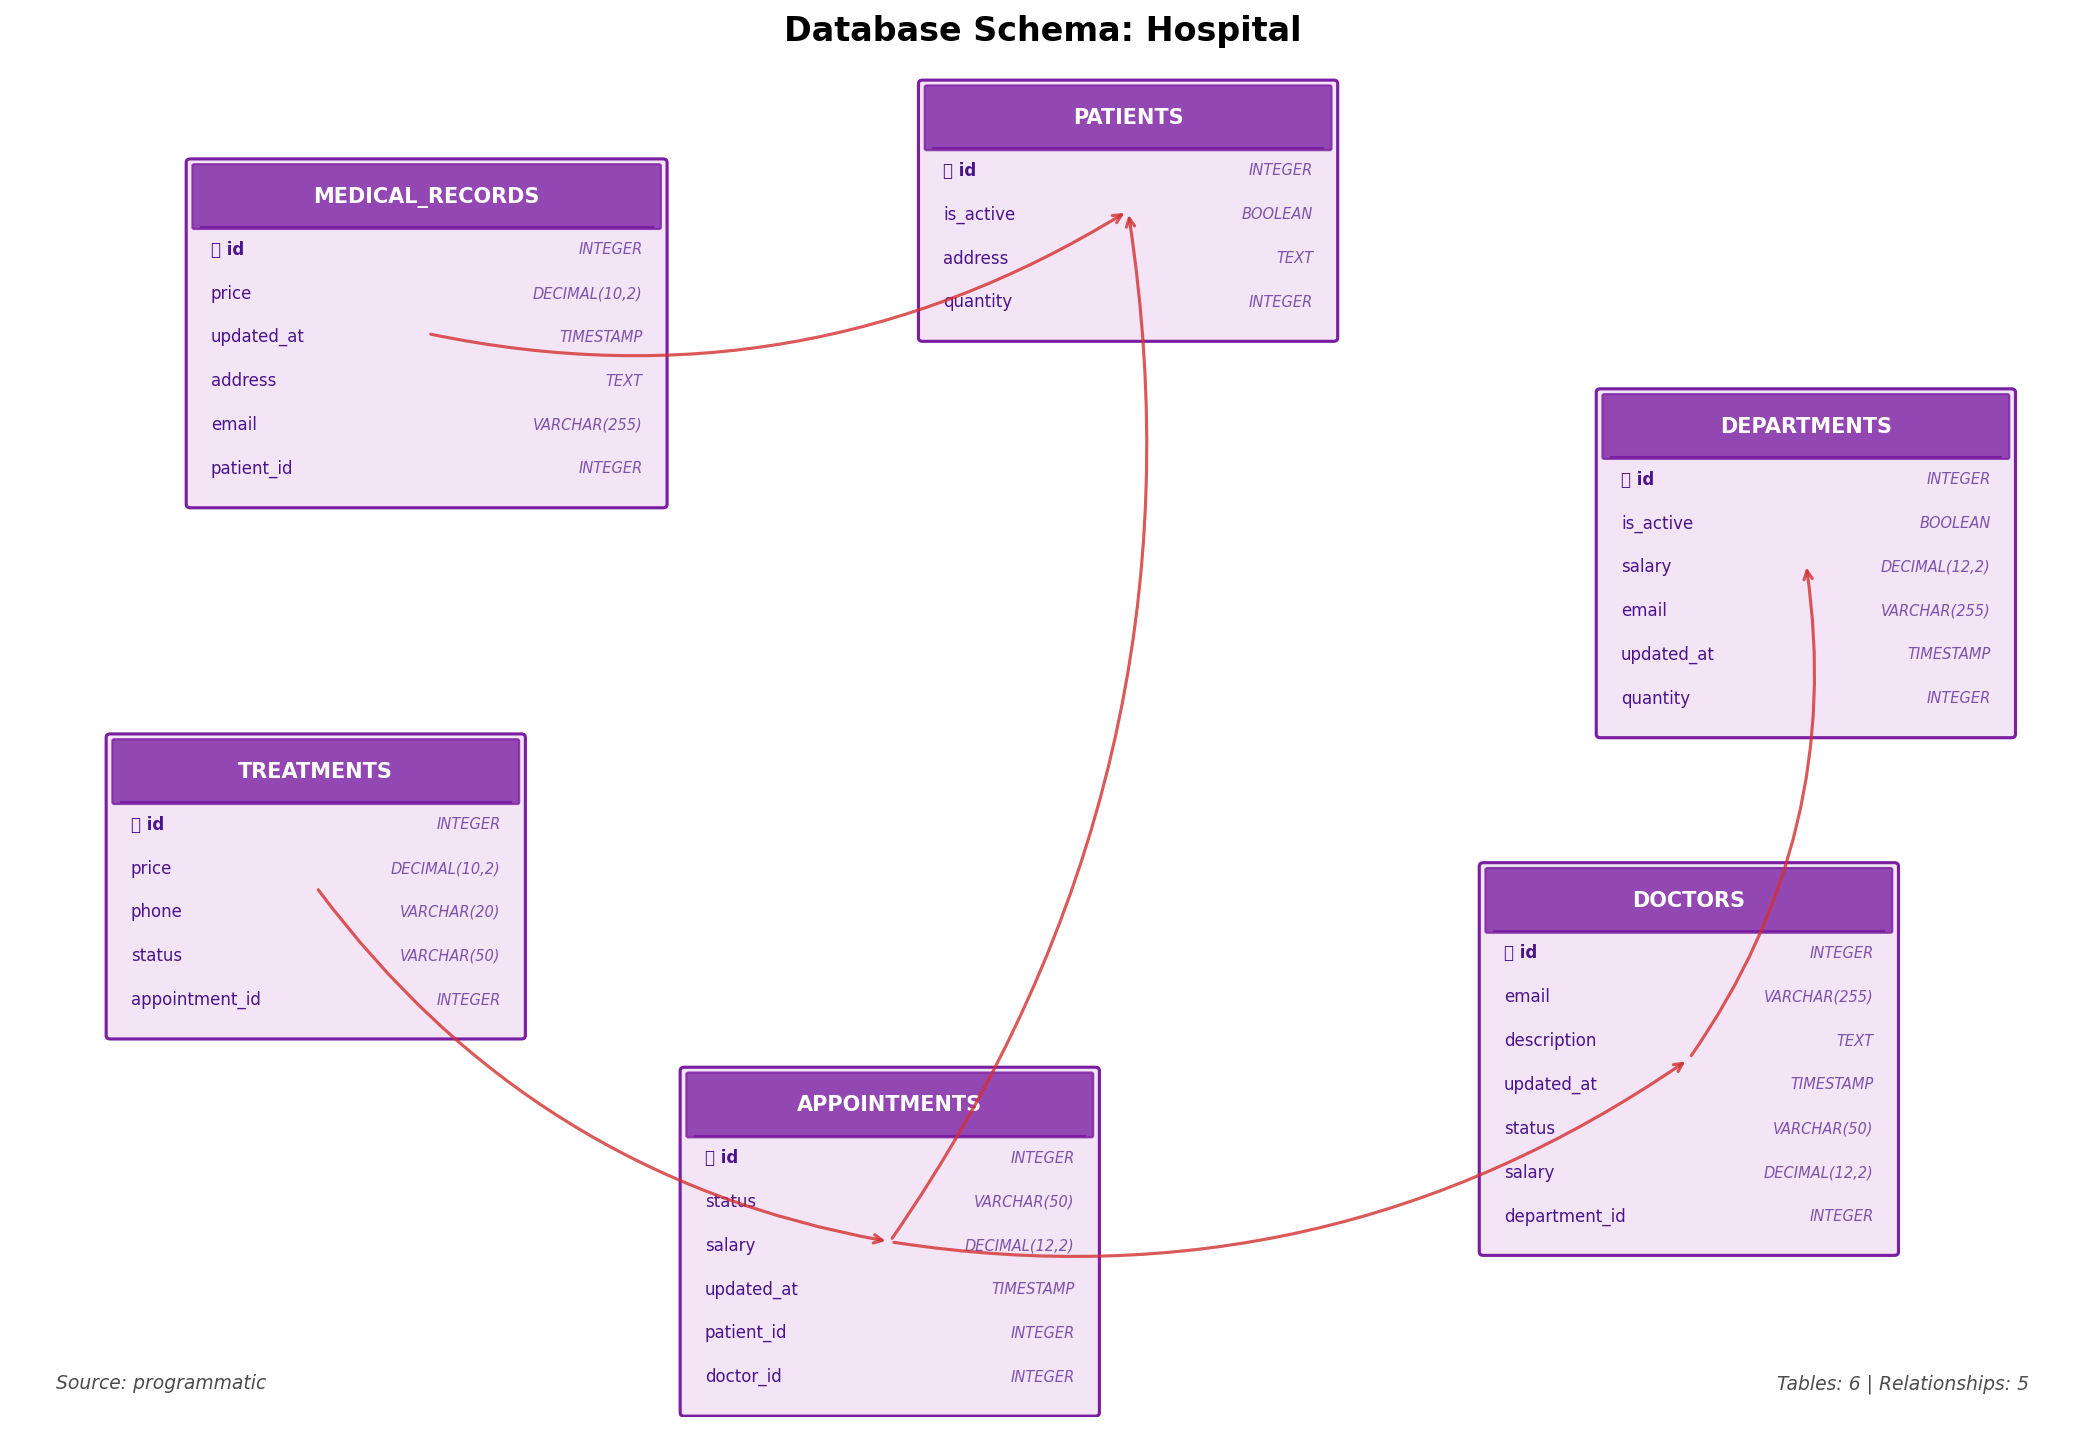 Database Schema: Hospital
PATIENTS
id INTEGER
is_active BOOLEAN
address TEXT
quantity INTEGER
MEDICAL_RECORDS
id INTEGER
price DECIMAL(10,2)
updated_at TIMESTAMP
address TEXT
email VARCHAR(255)
patient_id INTEGER
DEPARTMENTS
id INTEGER
is_active BOOLEAN
salary DECIMAL(12,2)
email VARCHAR(255)
updated_at TIMESTAMP
quantity INTEGER
TREATMENTS
id INTEGER
price DECIMAL(10,2)
phone VARCHAR(20)
status VARCHAR(50)
appointment_id INTEGER
DOCTORS
id INTEGER
email VARCHAR(255)
description TEXT
updated_at TIMESTAMP
status VARCHAR(50)
salary DECIMAL(12,2)
department_id INTEGER
APPOINTMENTS
id INTEGER
status VARCHAR(50)
salary DECIMAL(12,2)
updated_at TIMESTAMP
patient_id INTEGER
doctor_id INTEGER
Source: programmatic
Tables: 6 | Relationships: 5